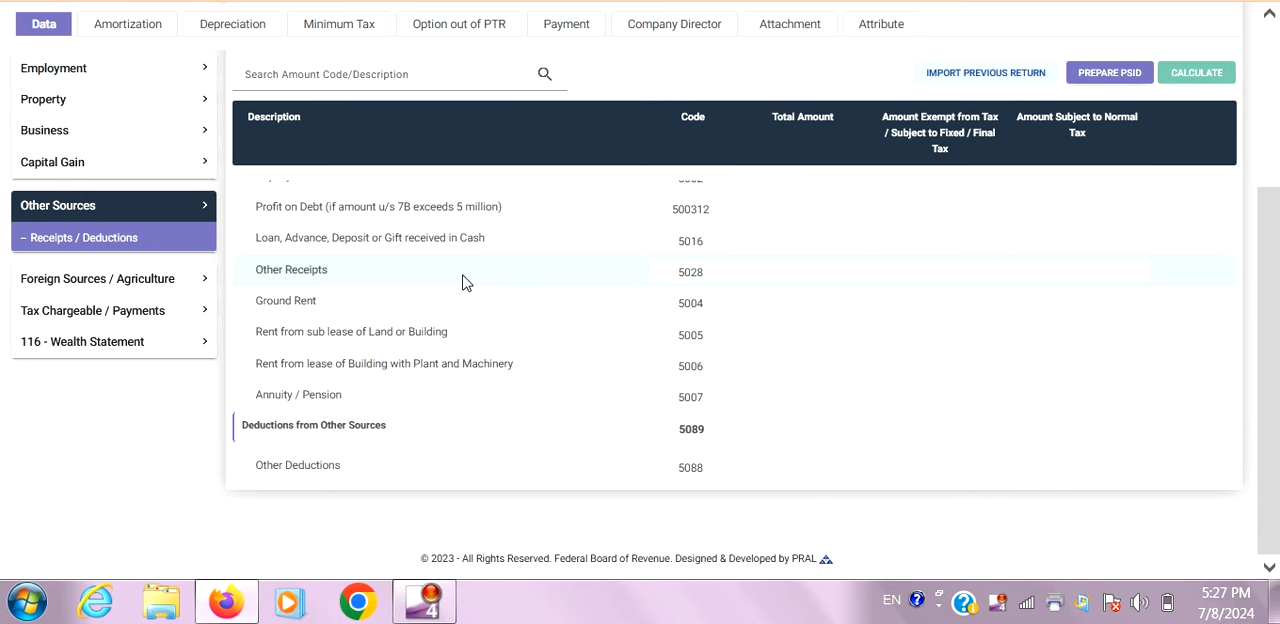 Data
Amortization
Depreciation
Minimum Tax
Option out of PTR
Payment
Company Director
Attachment
Attribute
Employment
Property
Business
Capital Gain
Other Sources
– Receipts / Deductions
Foreign Sources / Agriculture
Tax Chargeable / Payments
116 - Wealth Statement
Search Amount Code/Description
IMPORT PREVIOUS RETURN
PREPARE PSID
CALCULATE
Description
Code
Total Amount
Amount Exempt from Tax
/ Subject to Fixed / Final
Tax
Amount Subject to Normal
Tax
Profit on Debt (if amount u/s 7B exceeds 5 million) 500312
Loan, Advance, Deposit or Gift received in Cash 5016
Other Receipts 5028
Ground Rent 5004
Rent from sub lease of Land or Building 5005
Rent from lease of Building with Plant and Machinery 5006
Annuity / Pension 5007
Deductions from Other Sources 5089
Other Deductions 5088
© 2023 - All Rights Reserved. Federal Board of Revenue. Designed & Developed by PRAL
4
EN
5:27 PM
7/8/2024